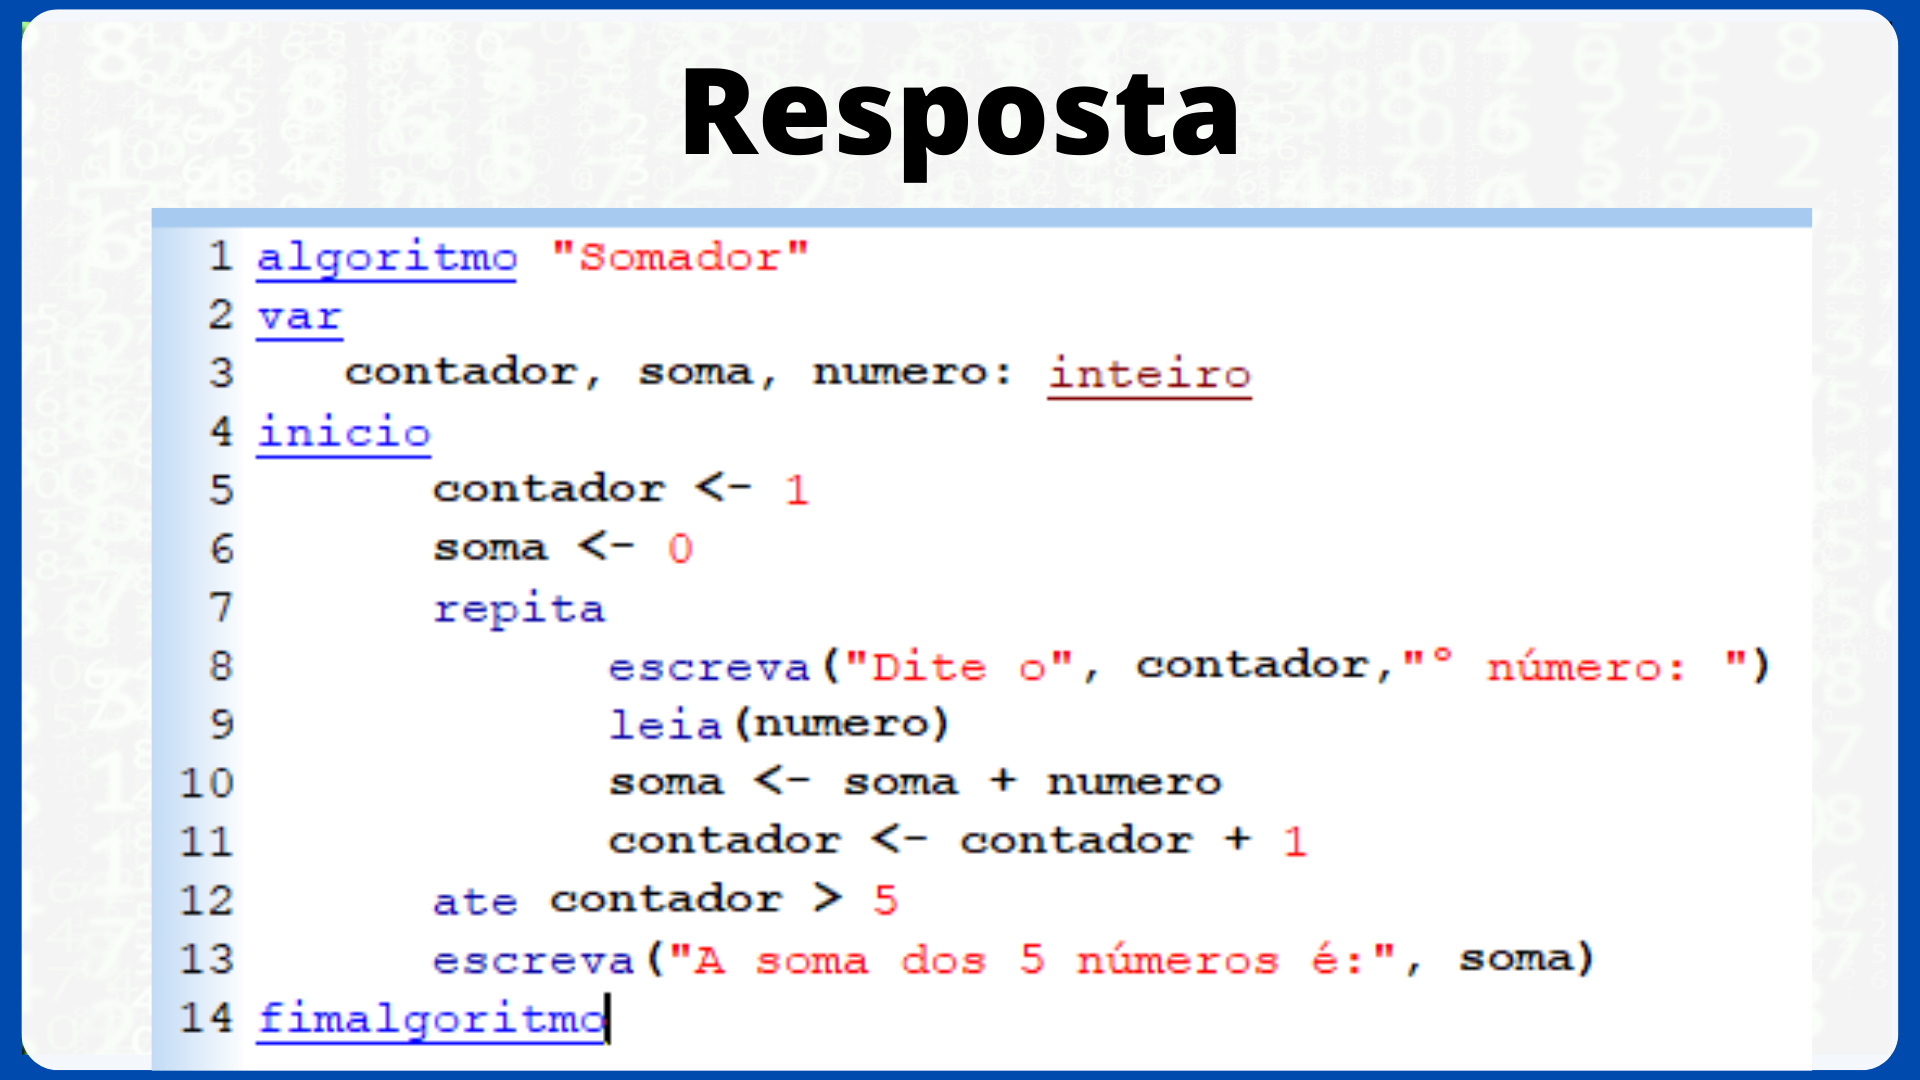 Resposta
1 algoritmo "Somador"
2 var
3 contador, soma, numero: inteiro
4 inicio
5 contador <- 1
6 soma <- 0
7 repita
8 escreva("Dite o", contador,"° número: ")
9 leia(numero)
10 soma <- soma + numero
11 contador <- contador + 1
12 ate contador > 5
13 escreva("A soma dos 5 números é:", soma)
14 fimalgoritmo